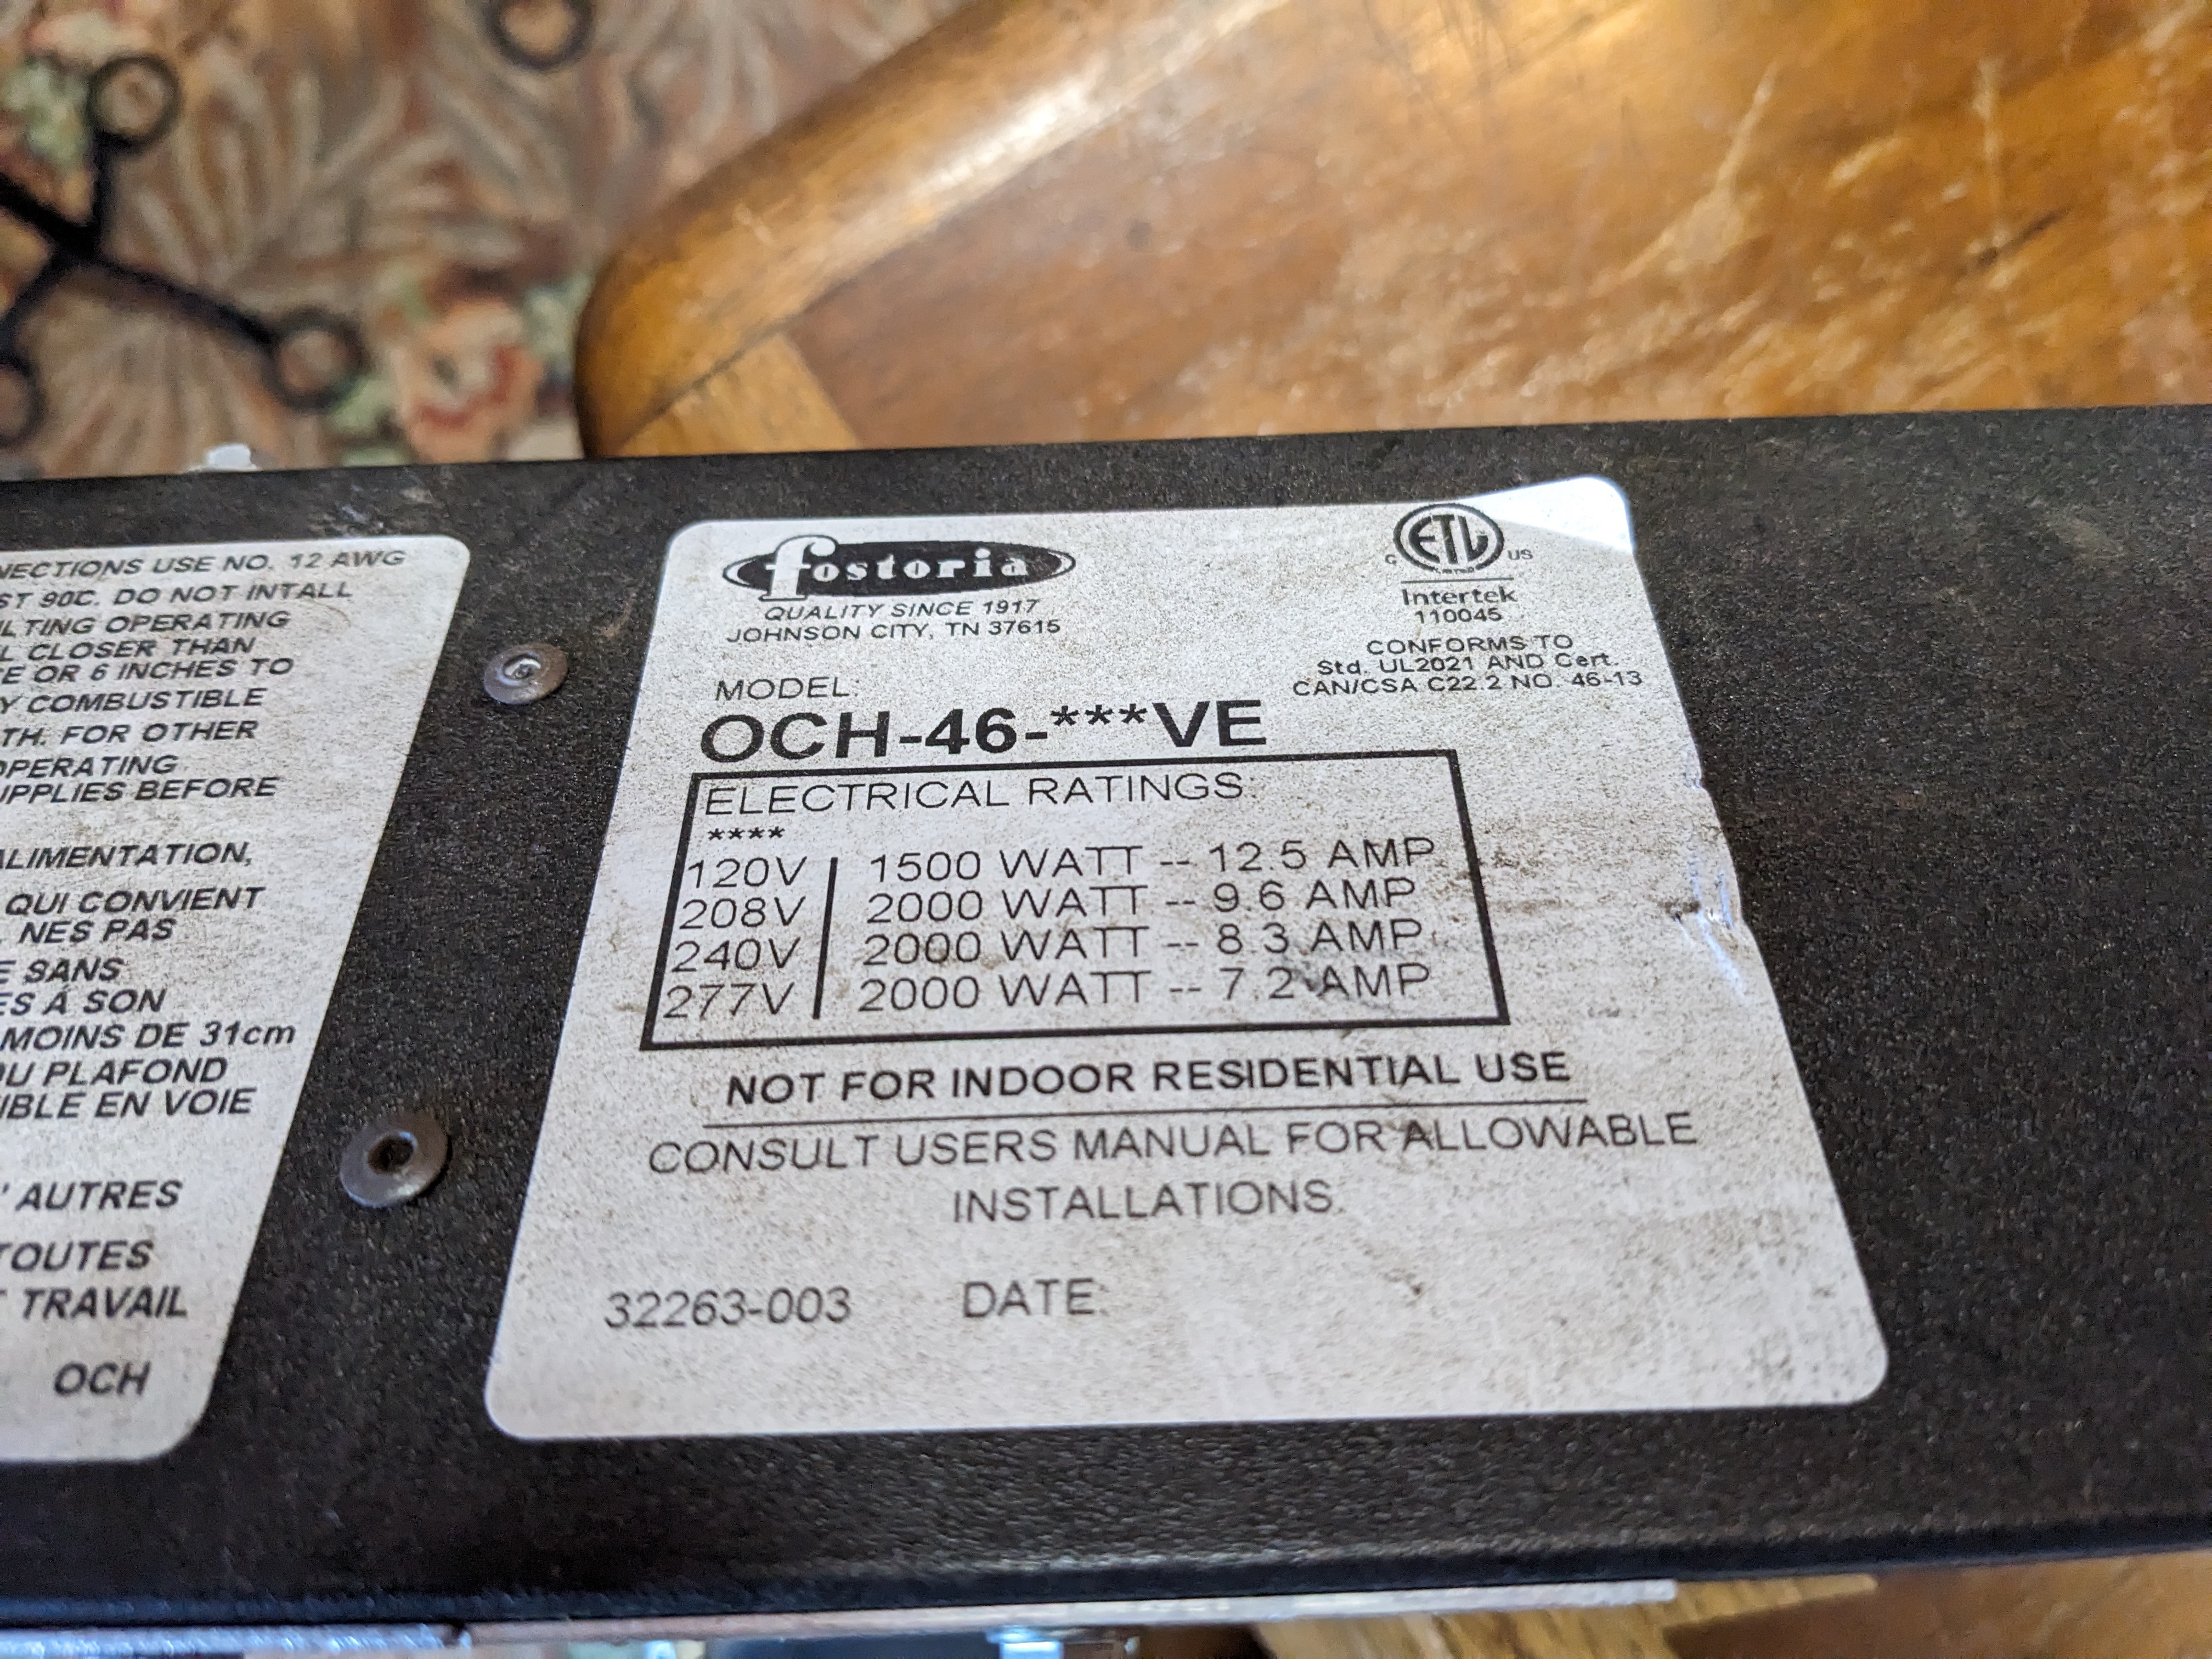 NECTIONS USE NO. 12 AWG
ST 90C. DO NOT INTALL
LTING OPERATING
L CLOSER THAN
E OR 6 INCHES TO
Y COMBUSTIBLE
TH. FOR OTHER
OPERATING
UPPLIES BEFORE
ALIMENTATION,
QUI CONVIENT
. NES PAS
E SANS
ES Á SON
MOINS DE 31cm
OU PLAFOND
IBLE EN VOIE
' AUTRES
TOUTES
T TRAVAIL
OCH
fostoria
QUALITY SINCE 1917
JOHNSON CITY, TN 37615
ETL
C US
Intertek
110045
CONFORMS TO
Std. UL2021 AND Cert.
CAN/CSA C22.2 NO. 46-13
MODEL:
OCH-46-***VE
ELECTRICAL RATINGS:
****
120V | 1500 WATT -- 12.5 AMP
208V | 2000 WATT -- 9.6 AMP
240V | 2000 WATT -- 8.3 AMP
277V | 2000 WATT -- 7.2 AMP
NOT FOR INDOOR RESIDENTIAL USE
CONSULT USERS MANUAL FOR ALLOWABLE
INSTALLATIONS.
32263-003 DATE: